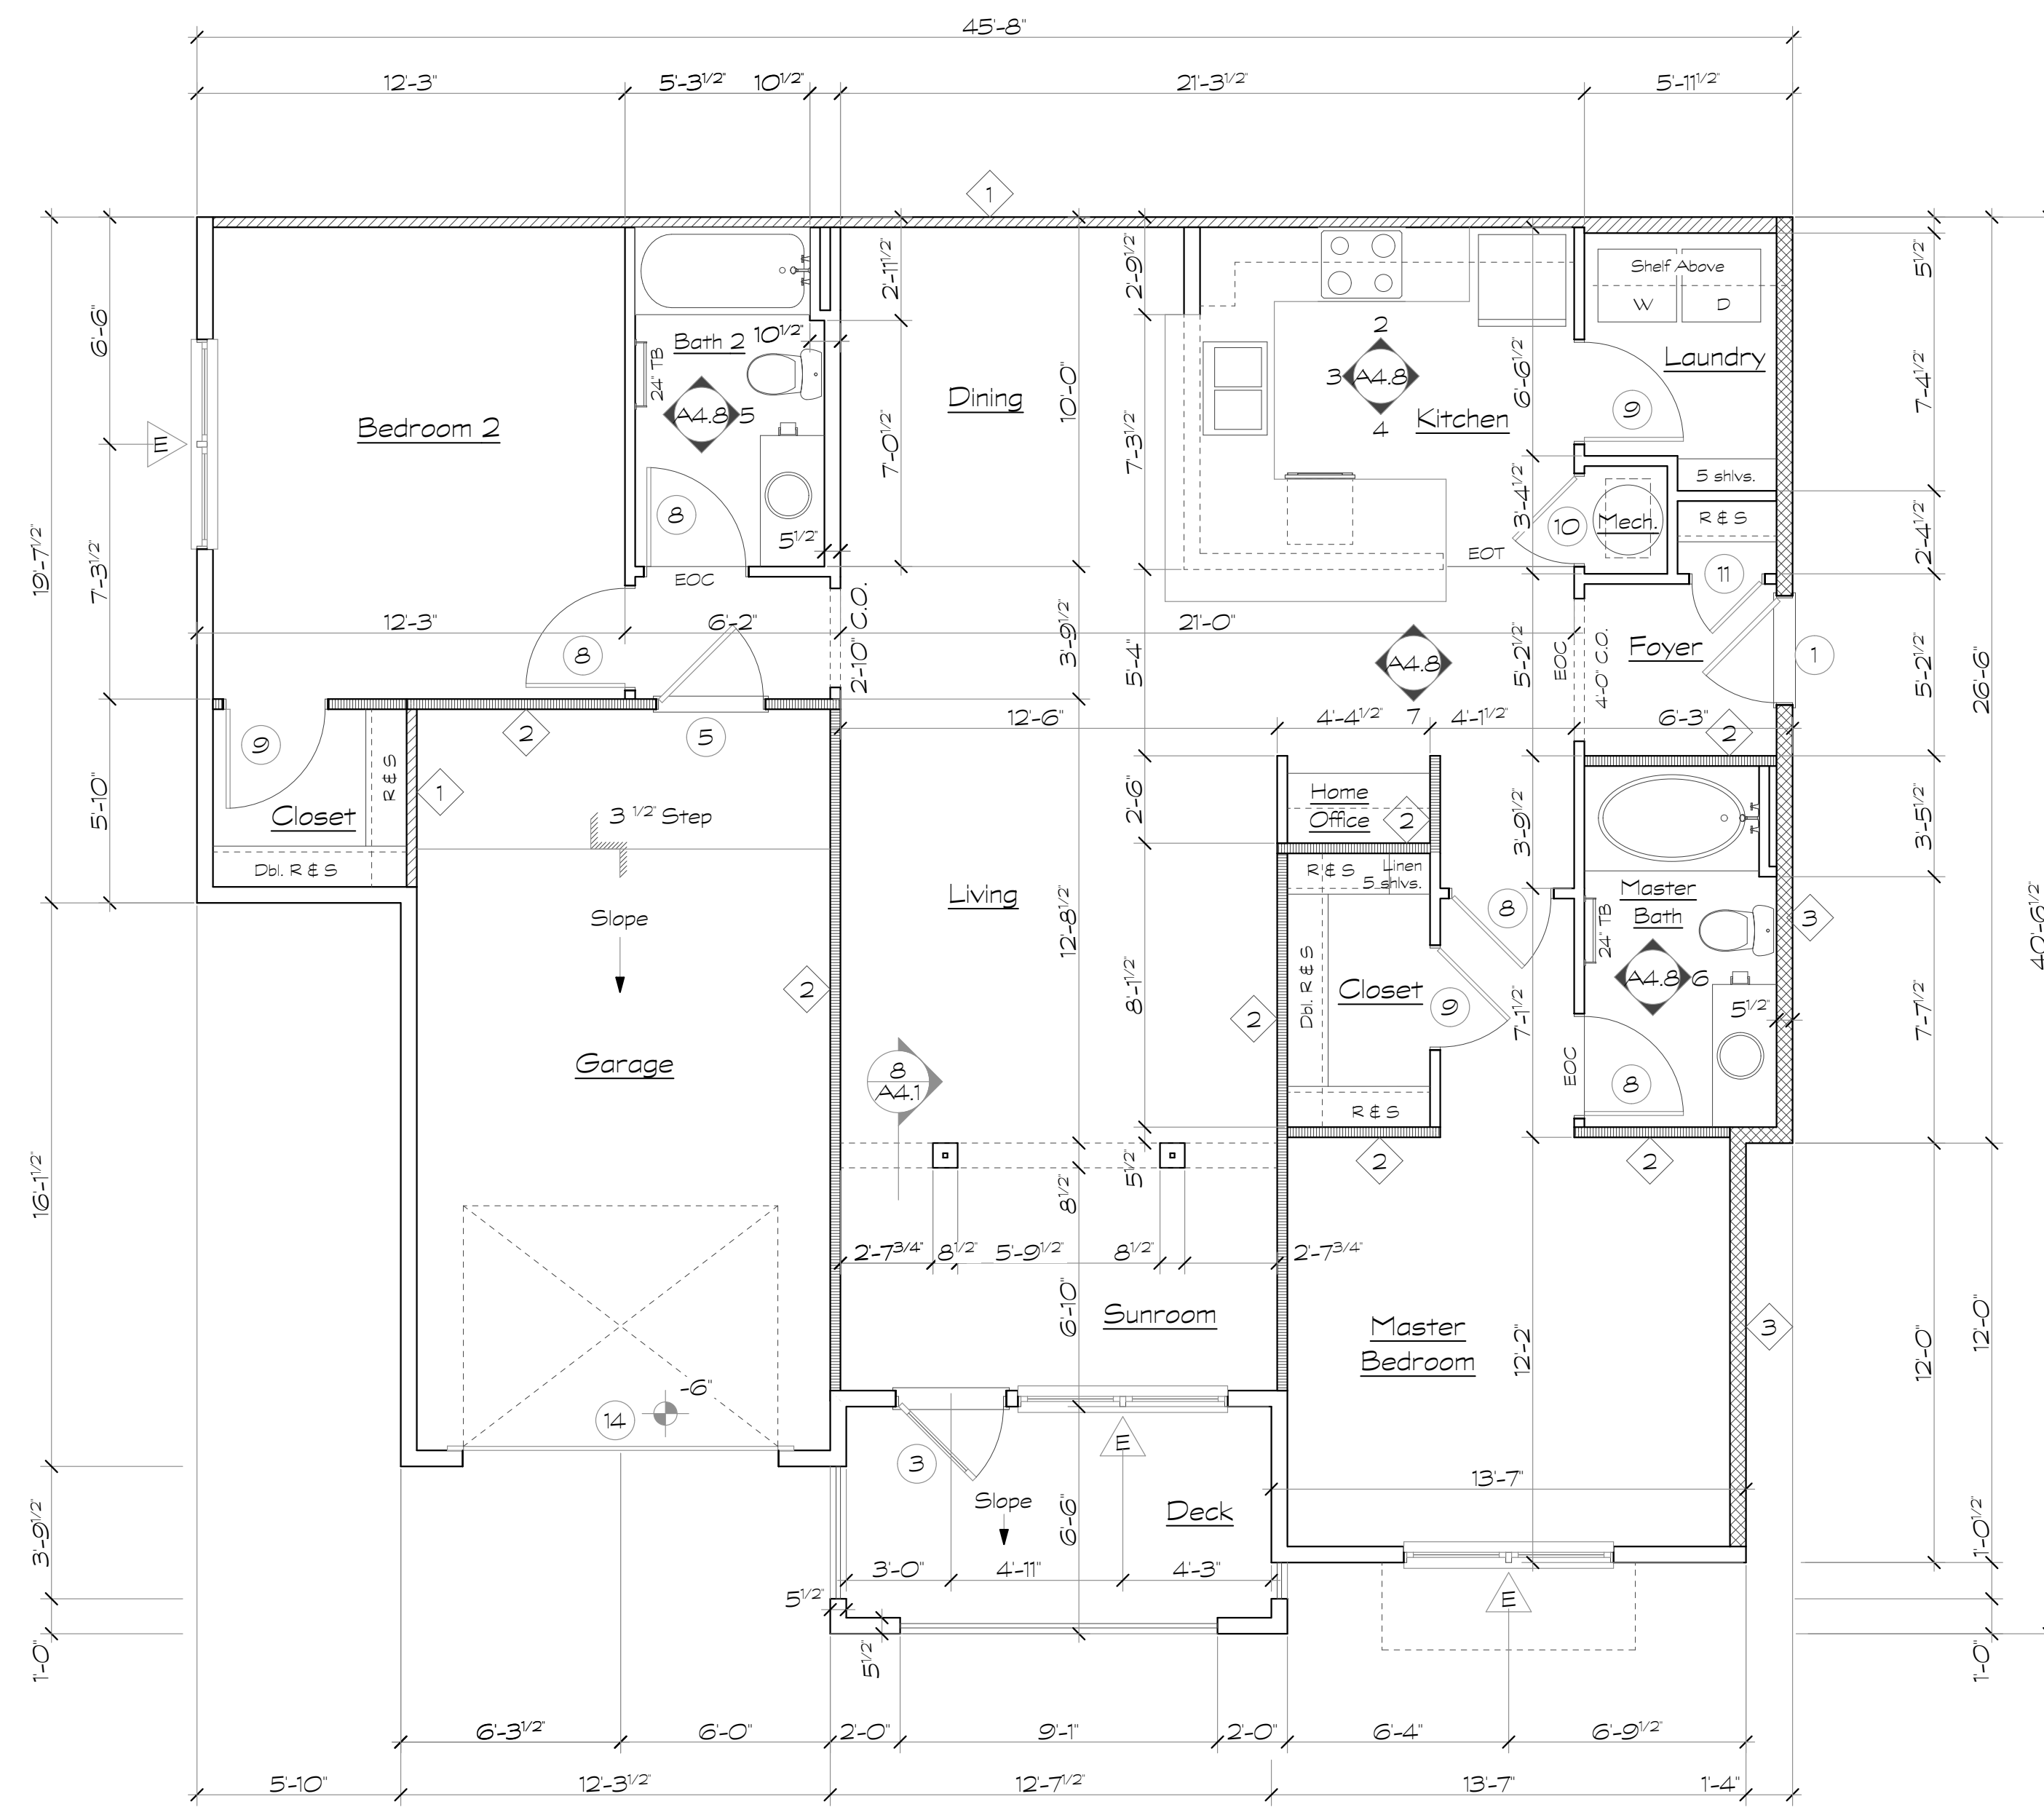 45'-8"
12'-3" 5'-3 1/2" 10 1/2" 21'-3 1/2" 5'-11 1/2"
1
5 1/2"
2'-11 1/2"
2'-9 1/2"
Shelf Above
W D
6'-6"
Bath 2
10 1/2"
24" TB
A4.8 5
2
3 A4.8
4
6'-6 1/2"
Laundry
7'-4 1/2"
Dining
10'-0"
Kitchen
9
Bedroom 2
E
7'-0 1/2"
7'-3 1/2"
5 shlvs.
8
5 1/2"
3'-4 1/2"
10
Mech.
R & S
EOT
2'-4 1/2"
19'-7 1/2"
7'-3 1/2"
EOC
11
12'-3" 6'-2" 21'-0"
2'-10" C.O.
3'-9 1/2"
5'-4"
8
A4.8
7
5'-2 1/2"
EOC
4'-0" C.O.
Foyer
1
5'-2 1/2"
26'-6"
12'-6" 4'-4 1/2" 4'-1 1/2" 6'-3"
9
2
5
2
5'-10"
R & S
1
Closet
Dbl. R & S
3 1/2" Step
2'-6"
Home
Office
2
3'-9 1/2"
3'-5 1/2"
R & S
Linen
5 shlvs.
Living
12'-8 1/2"
Slope
8
Master
Bath
24" TB
3
A4.8 6
40'-6 1/2"
2
8'-1 1/2"
2
Dbl. R & S
Closet
9
7'-1 1/2"
5 1/2"
7'-7 1/2"
Garage
8
A4.1
EOC
8
R & S
16'-1 1/2"
5 1/2"
8 1/2"
2
2
2'-7 3/4" 8 1/2" 5'-9 1/2" 8 1/2" 2'-7 3/4"
6'-10"
Sunroom
Master
Bedroom
12'-2"
3
12'-0"
12'-0"
-6"
14
3
E
13'-7"
Slope
Deck
6'-6"
3'-9 1/2"
1'-0 1/2"
3'-0" 4'-11" 4'-3"
5 1/2"
E
5 1/2"
1'-0"
1'-0"
6'-3 1/2" 6'-0" 2'-0" 9'-1" 2'-0" 6'-4" 6'-9 1/2"
5'-10" 12'-3 1/2" 12'-7 1/2" 13'-7" 1'-4"